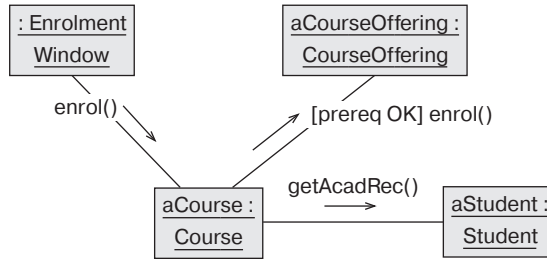 : Enrolment
Window
aCourseOffering :
CourseOffering
enrol()
[prereq OK] enrol()
getAcadRec()
aCourse :
Course
aStudent :
Student